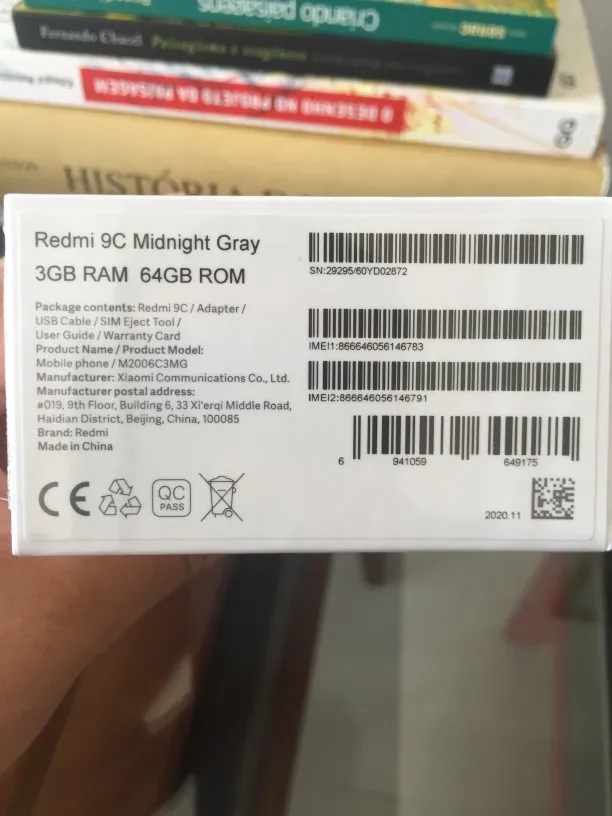 Criando paisagens
SENAC
Fernando Chacel Paisagismo e ecogênese
O DESENHO NO PROJETO DA PAISAGEM
HISTÓRIA
Redmi 9C Midnight Gray
3GB RAM 64GB ROM
Package contents: Redmi 9C / Adapter /
USB Cable / SIM Eject Tool /
User Guide / Warranty Card
Product Name / Product Model:
Mobile phone / M2006C3MG
Manufacturer: Xiaomi Communications Co., Ltd.
Manufacturer postal address:
#019, 9th Floor, Building 6, 33 Xi'erqi Middle Road,
Haidian District, Beijing, China, 100085
Brand: Redmi
Made in China
CE
QC
PASS
SN:29295/60YD02872
IMEI1:866646056146783
IMEI2:866646056146791
6 941059 649175
2020.11